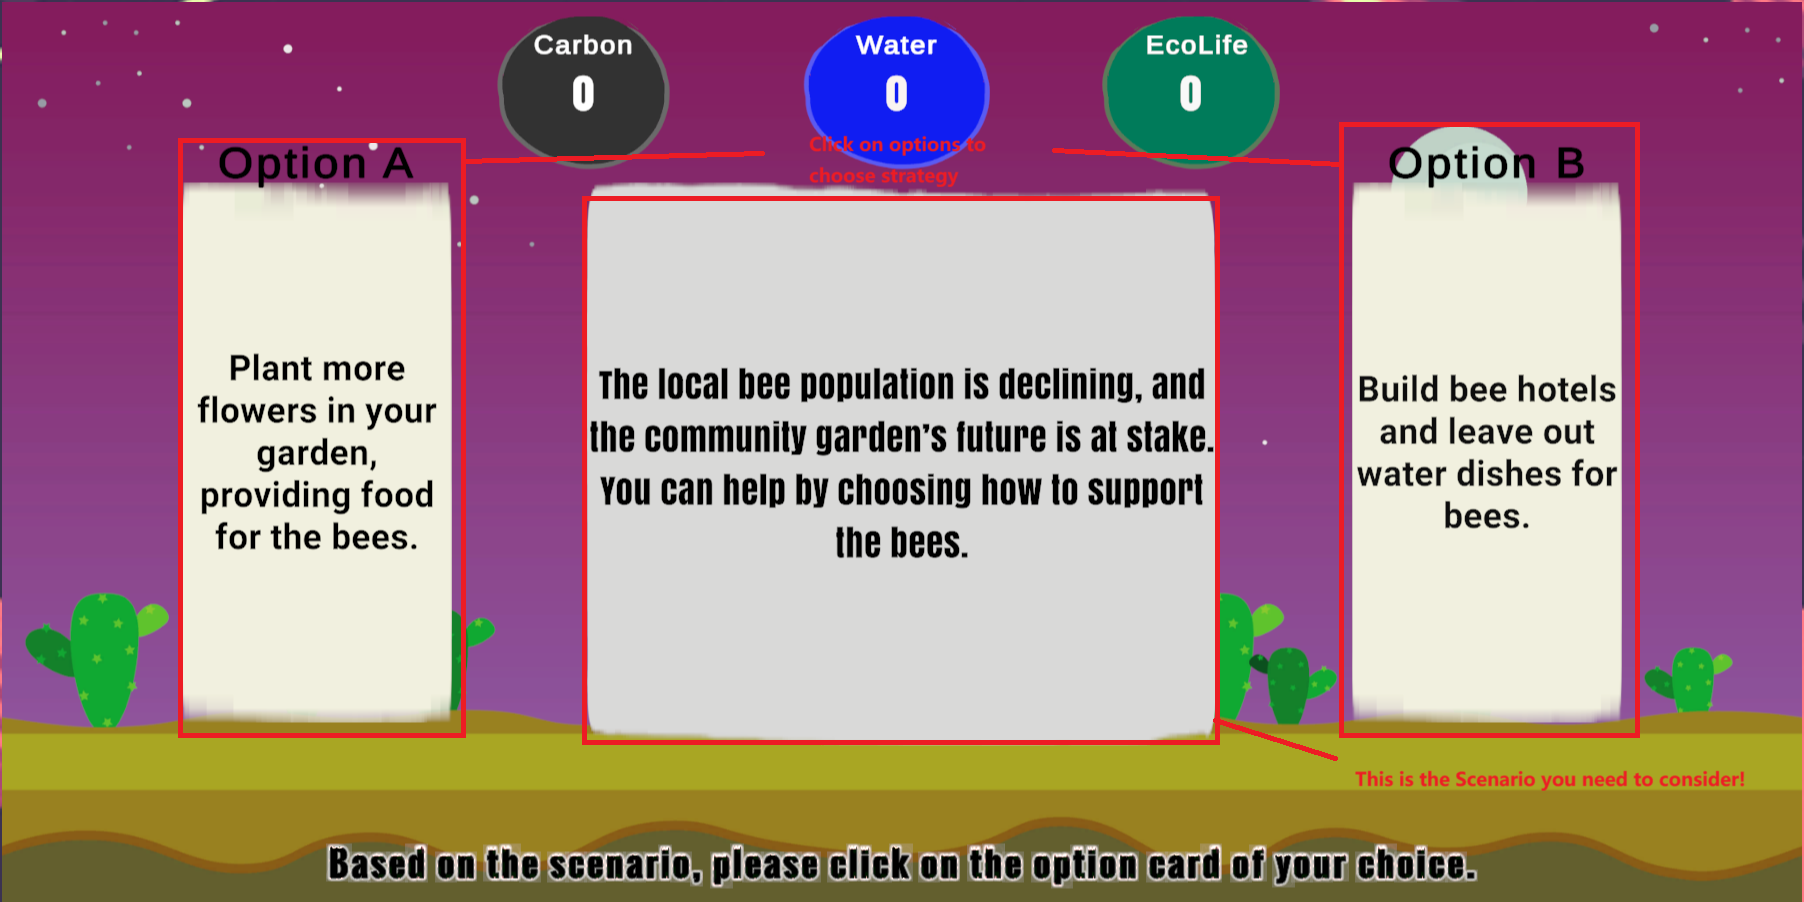 Carbon
0
Water
0
EcoLife
0
Click on options to
choose strategy
Option A
Plant more
flowers in your
garden,
providing food
for the bees.
The local bee population is declining, and
the community garden’s future is at stake.
You can help by choosing how to support
the bees.
Option B
Build bee hotels
and leave out
water dishes for
bees.
This is the Scenario you need to consider!
Based on the scenario, please click on the option card of your choice.